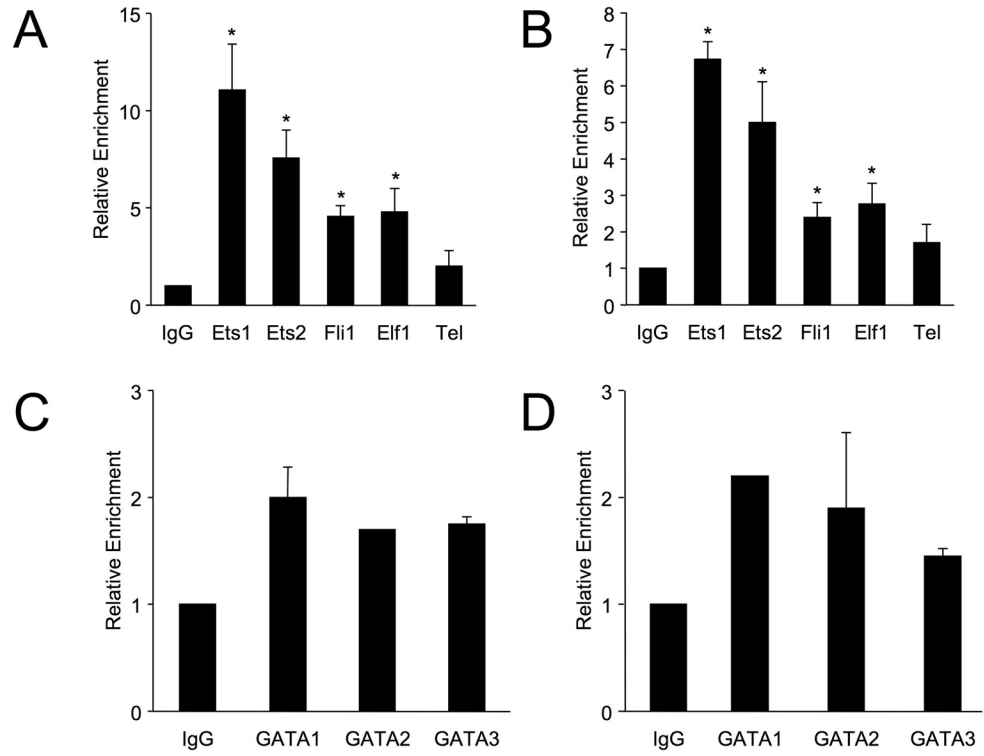 A
Relative Enrichment
15
10
5
0
* * * *
IgG Ets1 Ets2 Fli1 Elf1 Tel
B
Relative Enrichment
8
7
6
5
4
3
2
1
0
* * * *
IgG Ets1 Ets2 Fli1 Elf1 Tel
C
Relative Enrichment
3
2
1
0
IgG GATA1 GATA2 GATA3
D
Relative Enrichment
3
2
1
0
IgG GATA1 GATA2 GATA3